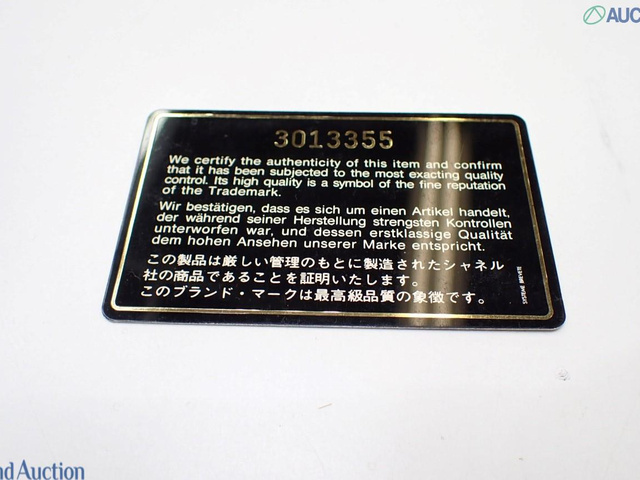 AUC
3013355
We certify the authenticity of this item and confirm
that it has been subjected to the most exacting quality
control. Its high quality is a symbol of the fine reputation
of the Trademark.
Wir bestätigen, dass es sich um einen Artikel handelt,
der während seiner Herstellung strengsten Kontrollen
unterworfen war, und dessen erstklassige Qualität
dem hohen Ansehen unserer Marke entspricht.
この製品は厳しい管理のもとに製造されたシャネル
社の商品であることを証明いたします。
このブランド・マークは最高級品質の象徴です。
SYSTEME BREVETE
nd Auction